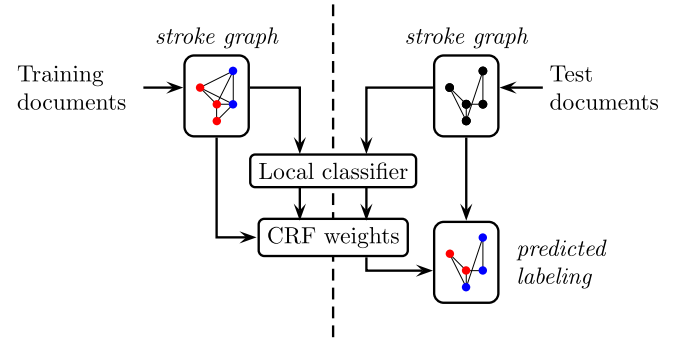 stroke graph
stroke graph
Training
documents
Test
documents
Local classifier
CRF weights
predicted
labeling